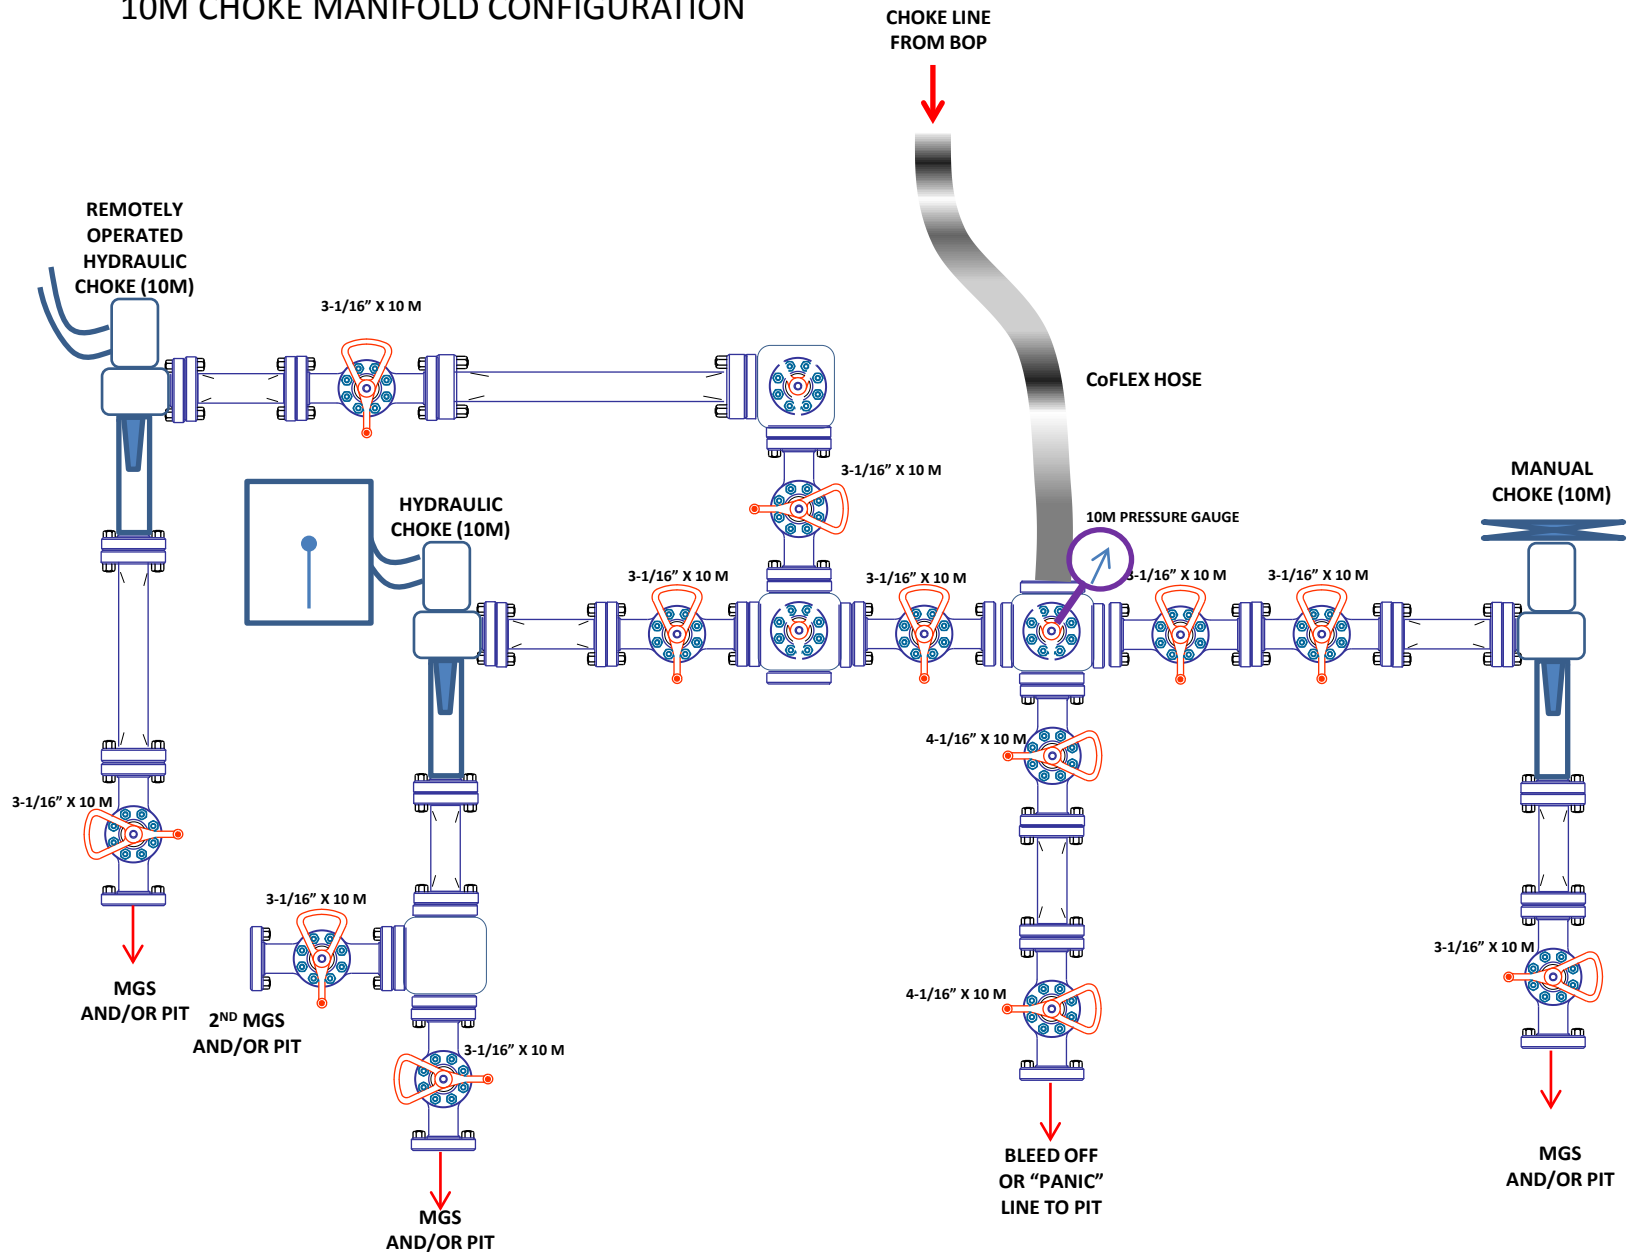 10M CHOKE MANIFOLD CONFIGURATION
CHOKE LINE
FROM BOP
REMOTELY
OPERATED
HYDRAULIC
CHOKE (10M)
3-1/16” X 10 M
CoFLEX HOSE
3-1/16” X 10 M
MANUAL
CHOKE (10M)
HYDRAULIC
CHOKE (10M)
10M PRESSURE GAUGE
3-1/16” X 10 M
3-1/16” X 10 M
3-1/16” X 10 M
3-1/16” X 10 M
4-1/16” X 10 M
3-1/16” X 10 M
3-1/16” X 10 M
3-1/16” X 10 M
4-1/16” X 10 M
MGS
AND/OR PIT
2ND MGS
AND/OR PIT
3-1/16” X 10 M
BLEED OFF
OR “PANIC”
LINE TO PIT
MGS
AND/OR PIT
MGS
AND/OR PIT